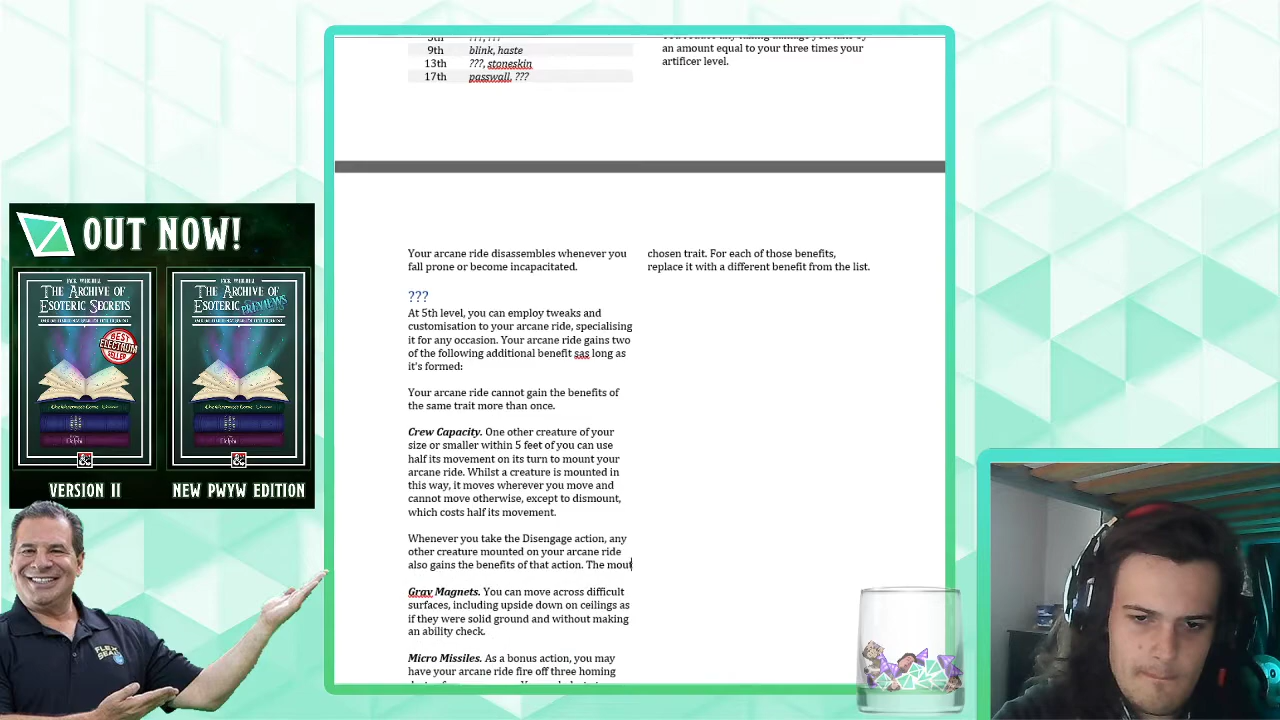 9th blink, haste
13th ???, stoneskin
17th passwall, ???
an amount equal to your three times your
artificer level.
Your arcane ride disassembles whenever you
fall prone or become incapacitated.
???
At 5th level, you can employ tweaks and
customisation to your arcane ride, specialising
it for any occasion. Your arcane ride gains two
of the following additional benefit sas long as
it's formed:
Your arcane ride cannot gain the benefits of
the same trait more than once.
Crew Capacity. One other creature of your
size or smaller within 5 feet of you can use
half its movement on its turn to mount your
arcane ride. Whilst a creature is mounted in
this way, it moves wherever you move and
cannot move otherwise, except to dismount,
which costs half its movement.
Whenever you take the Disengage action, any
other creature mounted on your arcane ride
also gains the benefits of that action. The mout
Grav Magnets. You can move across difficult
surfaces, including upside down on ceilings as
if they were solid ground and without making
an ability check.
Micro Missiles. As a bonus action, you may
have your arcane ride fire off three homing
chosen trait. For each of those benefits,
replace it with a different benefit from the list.
OUT NOW!
THE ARCHIVE OF
ESOTERIC SECRETS
BEST
ELECTRUM
SELLER
THE ARCHIVE OF
ESOTERIC PREVIEWS
VERSION II
NEW PWYW EDITION
FLEX
SEAL